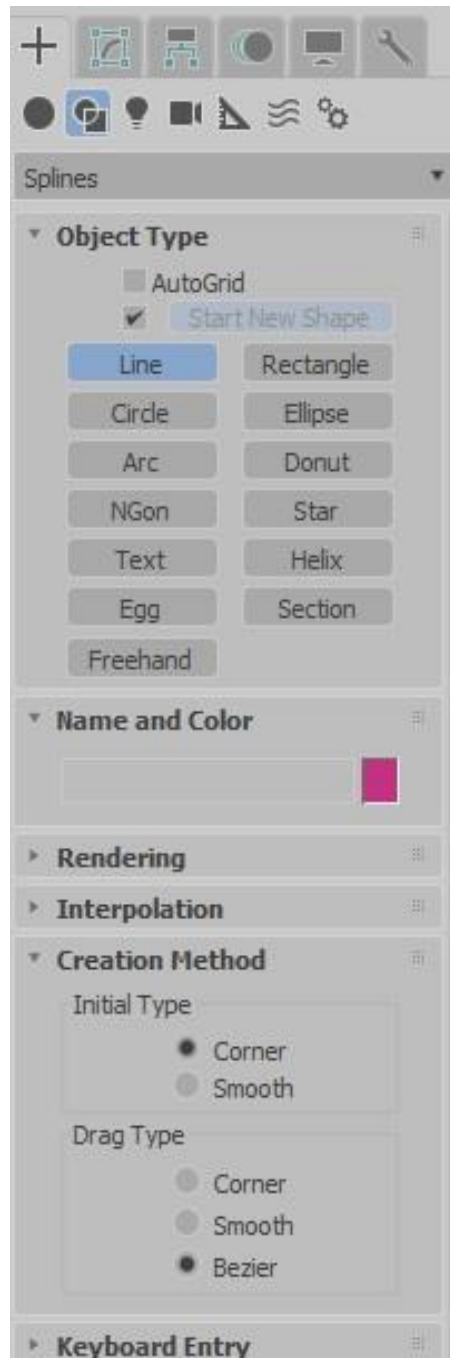 Splines
Object Type
AutoGrid
Start New Shape
Line Rectangle
Circle Ellipse
Arc Donut
NGon Star
Text Helix
Egg Section
Freehand
Name and Color
Rendering
Interpolation
Creation Method
Initial Type
Corner
Smooth
Drag Type
Corner
Smooth
Bezier
Keyboard Entry